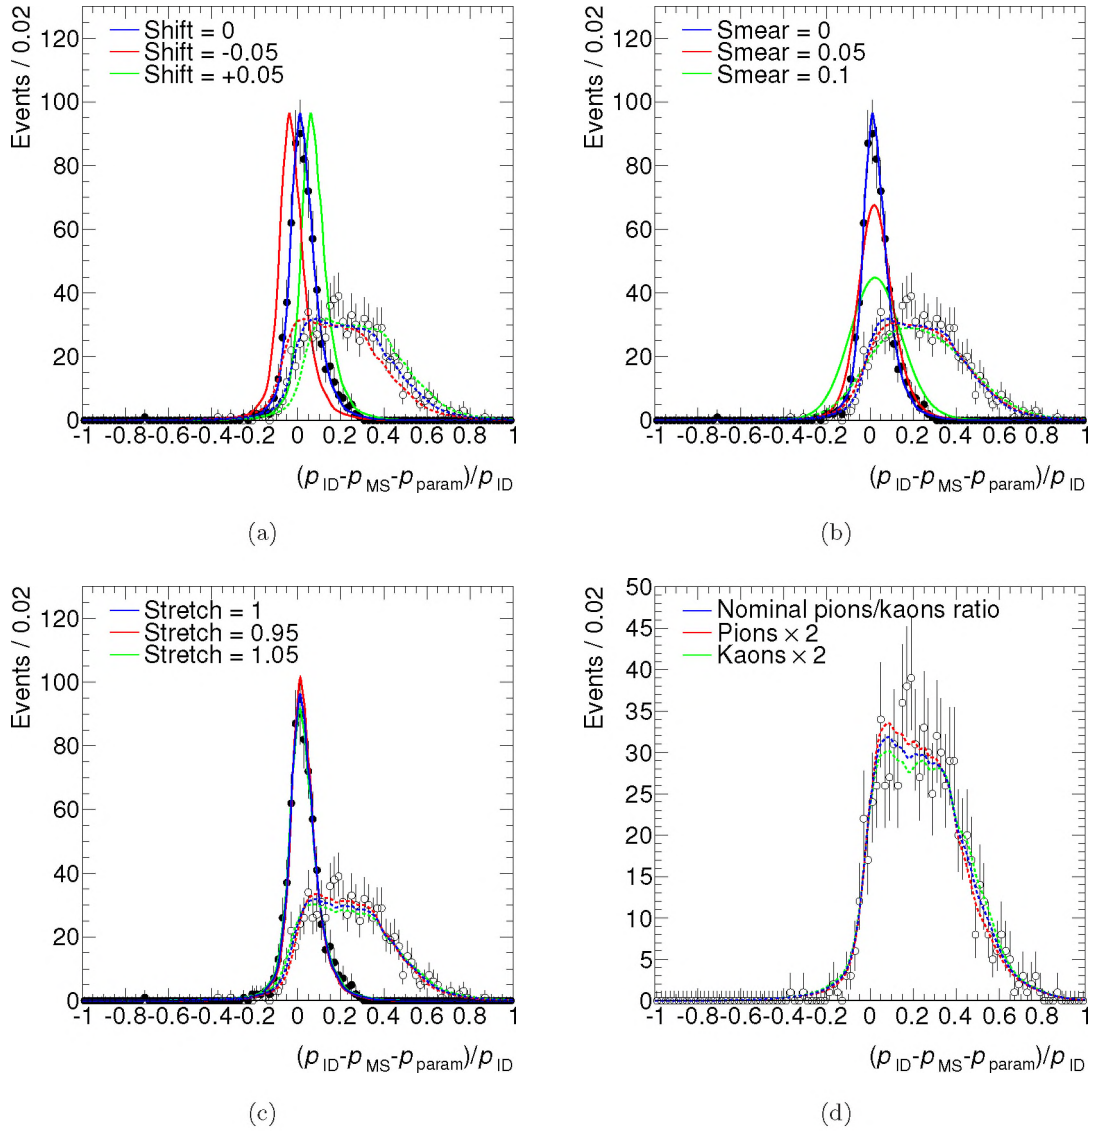 Events / 0.02
Shift = 0
Shift = -0.05
Shift = +0.05
120
100
80
60
40
20
0
-1 -0.8 -0.6 -0.4 -0.2 0 0.2 0.4 0.6 0.8 1
(p ID-p MS-p param)/p ID
(a)
Events / 0.02
Smear = 0
Smear = 0.05
Smear = 0.1
120
100
80
60
40
20
0
-1 -0.8 -0.6 -0.4 -0.2 0 0.2 0.4 0.6 0.8 1
(p ID-p MS-p param)/p ID
(b)
Events / 0.02
Stretch = 1
Stretch = 0.95
Stretch = 1.05
120
100
80
60
40
20
0
-1 -0.8 -0.6 -0.4 -0.2 0 0.2 0.4 0.6 0.8 1
(p ID-p MS-p param)/p ID
(c)
Events / 0.02
Nominal pions/kaons ratio
Pions × 2
Kaons × 2
50
45
40
35
30
25
20
15
10
5
0
-1 -0.8 -0.6 -0.4 -0.2 0 0.2 0.4 0.6 0.8 1
(p ID-p MS-p param)/p ID
(d)